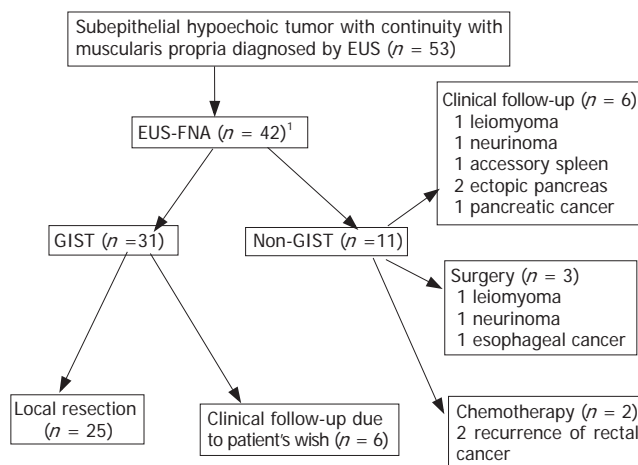 Subepithelial hypoechoic tumor with continuity with
muscularis propria diagnosed by EUS (n = 53)
EUS-FNA (n = 42)1
Clinical follow-up (n = 6)
1 leiomyoma
1 neurinoma
1 accessory spleen
2 ectopic pancreas
1 pancreatic cancer
GIST (n =31)
Non-GIST (n =11)
Surgery (n = 3)
1 leiomyoma
1 neurinoma
1 esophageal cancer
Local resection
(n = 25)
Clinical follow-up due
to patient's wish (n = 6)
Chemotherapy (n = 2)
2 recurrence of rectal
cancer